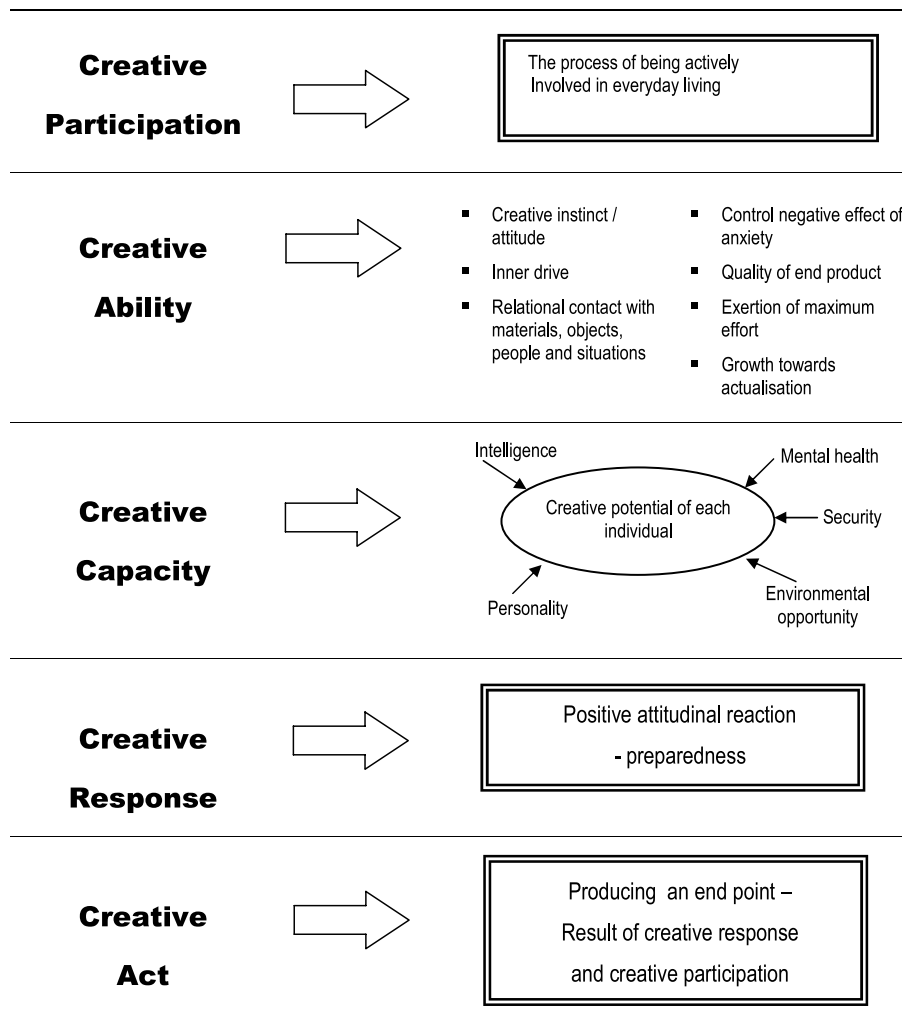 Creative
Participation
The process of being actively
Involved in everyday living
Creative
Ability
▪ Creative instinct /
attitude
▪ Inner drive
▪ Relational contact with
materials, objects,
people and situations
▪ Control negative effect of
anxiety
▪ Quality of end product
▪ Exertion of maximum
effort
▪ Growth towards
actualisation
Creative
Capacity
Intelligence
Mental health
Creative potential of each
individual
Security
Personality
Environmental
opportunity
Creative
Response
Positive attitudinal reaction
- preparedness
Creative
Act
Producing an end point –
Result of creative response
and creative participation